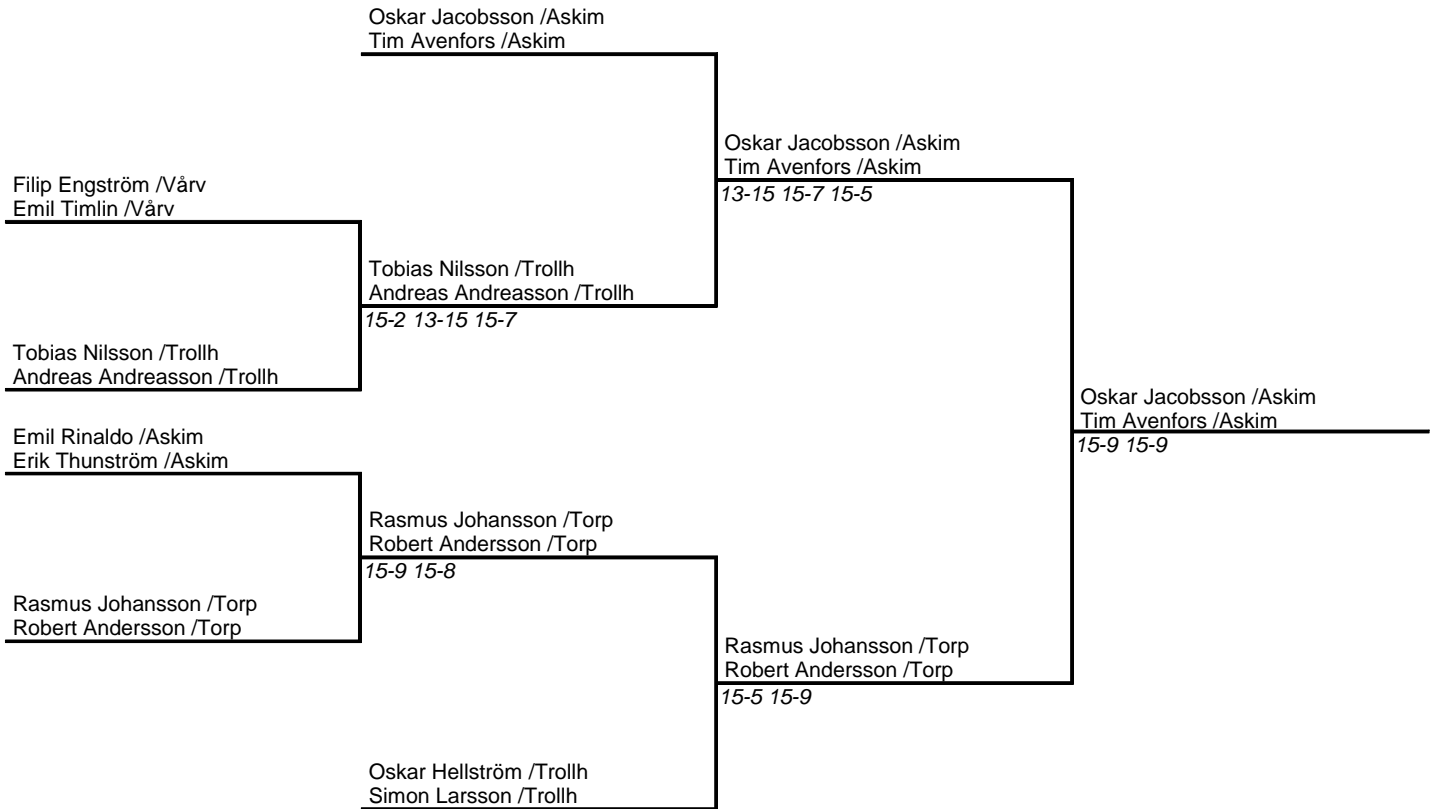 Oskar Jacobsson /Askim
Tim Avenfors /Askim
Oskar Jacobsson /Askim
Tim Avenfors /Askim
13-15 15-7 15-5
Filip Engström /Vårv
Emil Timlin /Vårv
Tobias Nilsson /Trollh
Andreas Andreasson /Trollh
15-2 13-15 15-7
Tobias Nilsson /Trollh
Andreas Andreasson /Trollh
Oskar Jacobsson /Askim
Tim Avenfors /Askim
15-9 15-9
Emil Rinaldo /Askim
Erik Thunström /Askim
Rasmus Johansson /Torp
Robert Andersson /Torp
15-9 15-8
Rasmus Johansson /Torp
Robert Andersson /Torp
Rasmus Johansson /Torp
Robert Andersson /Torp
15-5 15-9
Oskar Hellström /Trollh
Simon Larsson /Trollh